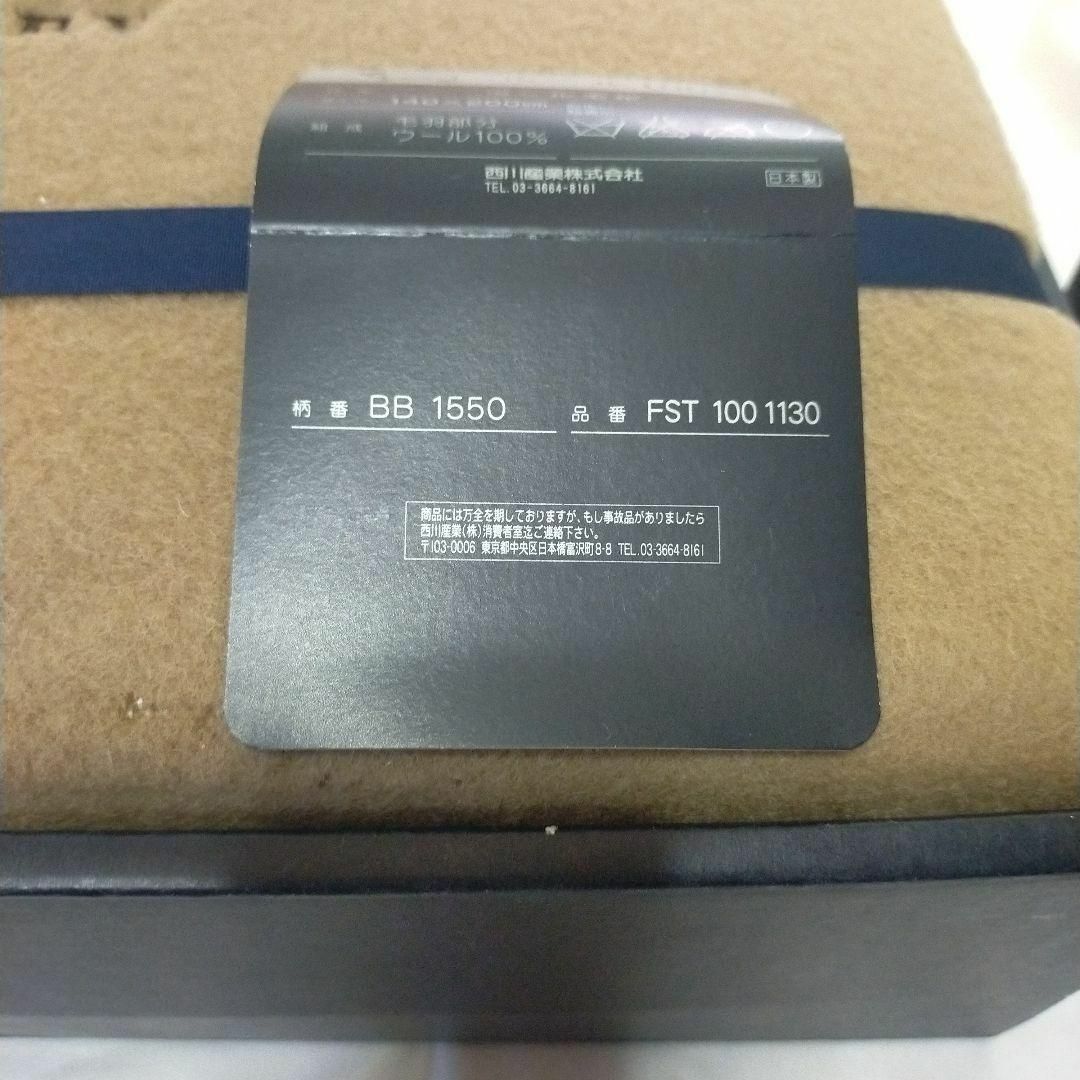 140×200cm
組成 毛羽部分
ウール100%
西川産業株式会社
TEL.03-3664-8161
日本製
柄番 BB 1550
品番 FST 100 1130
商品には万全を期しておりますが、もし事故品がありましたら
西川産業(株)消費者室迄ご連絡下さい。
〒103-0006 東京都中央区日本橋富沢町8-8 TEL.03-3664-8161